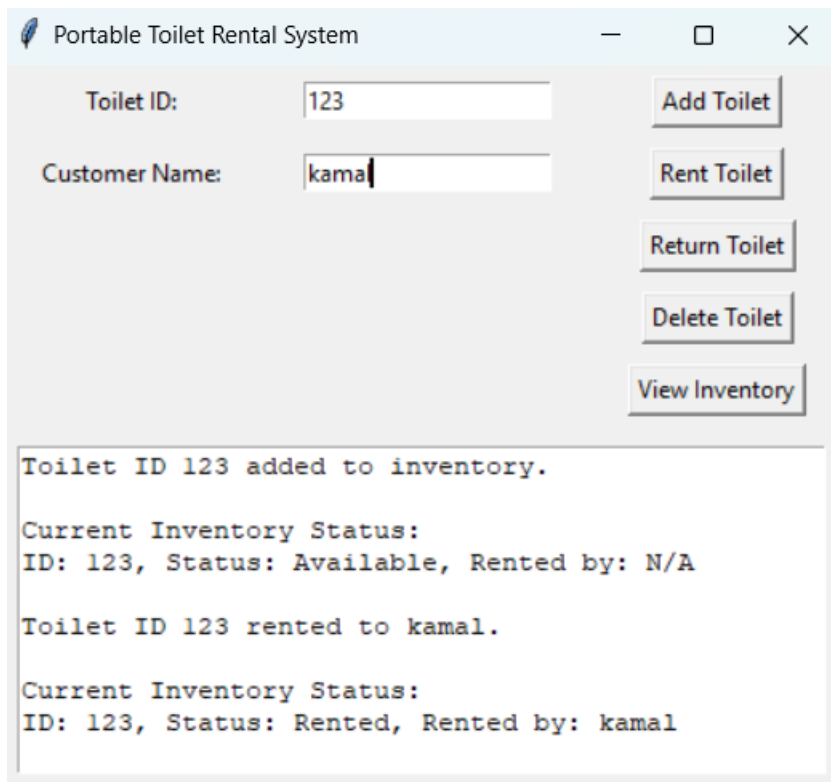 Portable Toilet Rental System
Toilet ID: 123 Add Toilet
Customer Name: kamal Rent Toilet
Return Toilet
Delete Toilet
View Inventory
Toilet ID 123 added to inventory.
Current Inventory Status:
ID: 123, Status: Available, Rented by: N/A
Toilet ID 123 rented to kamal.
Current Inventory Status:
ID: 123, Status: Rented, Rented by: kamal